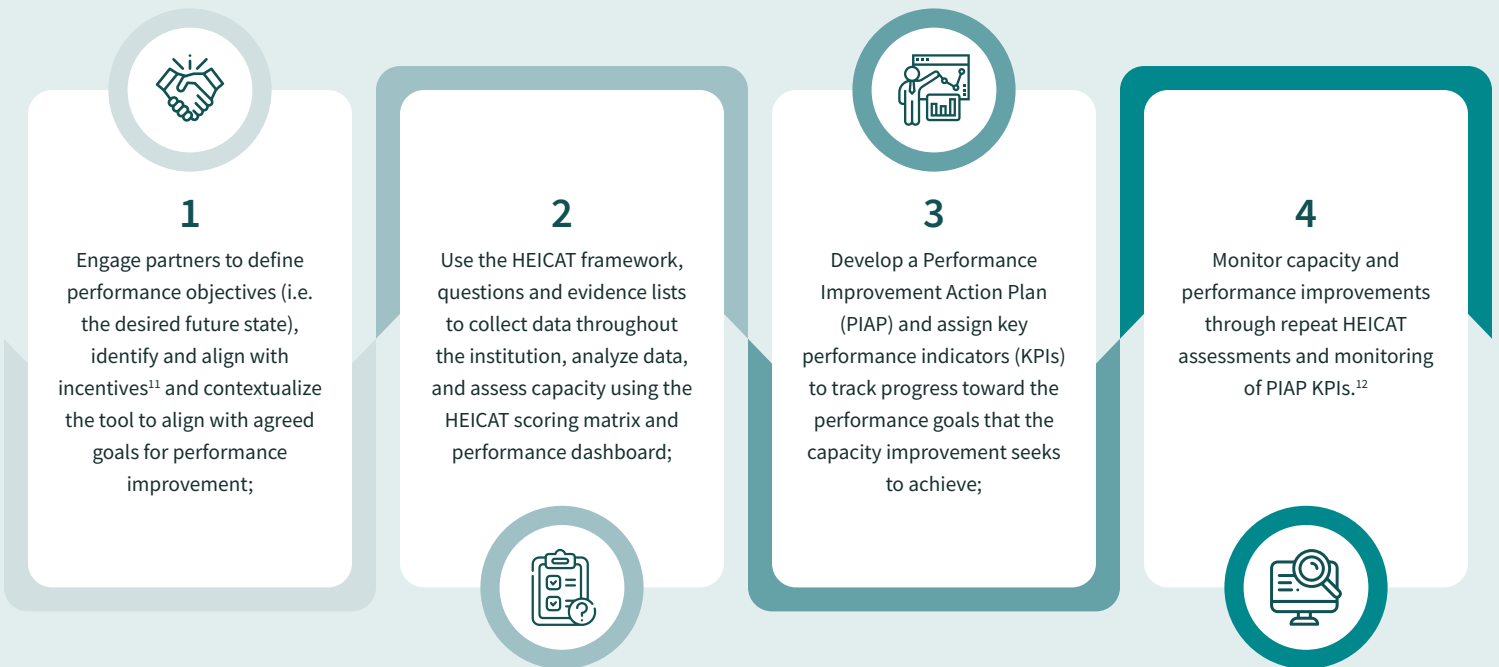 1
Engage partners to define
performance objectives (i.e.
the desired future state),
identify and align with
incentives¹¹ and contextualize
the tool to align with agreed
goals for performance
improvement;
2
Use the HEICAT framework,
questions and evidence lists
to collect data throughout
the institution, analyze data,
and assess capacity using the
HEICAT scoring matrix and
performance dashboard;
3
Develop a Performance
Improvement Action Plan
(PIAP) and assign key
performance indicators (KPIs)
to track progress toward the
performance goals that the
capacity improvement seeks
to achieve;
4
Monitor capacity and
performance improvements
through repeat HEICAT
assessments and monitoring
of PIAP KPIs.¹²